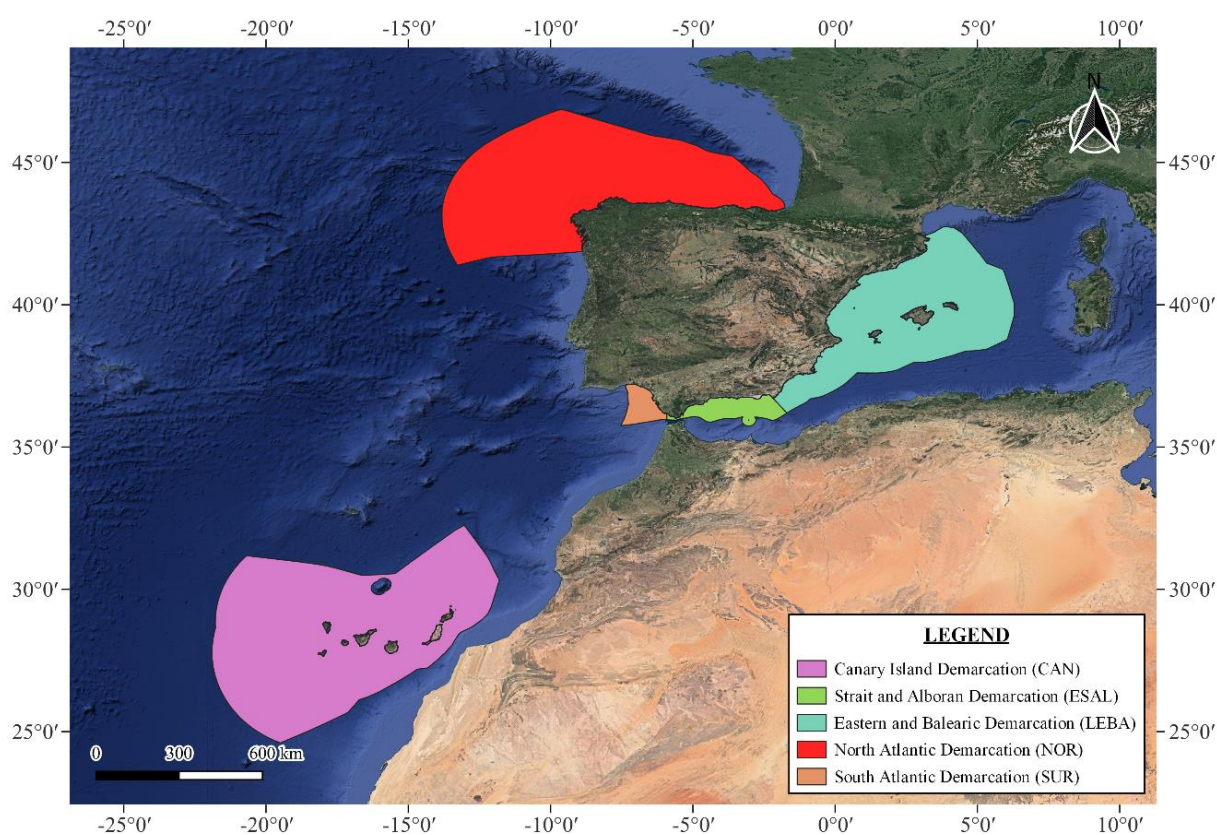 -25°0′ -20°0′ -15°0′ -10°0′ -5°0′ 0°0′ 5°0′ 10°0′
N
45°0′ 45°0′
40°0′ 40°0′
35°0′ 35°0′
30°0′ 30°0′
25°0′ 25°0′
LEGEND
Canary Island Demarcation (CAN)
Strait and Alboran Demarcation (ESAL)
Eastern and Balearic Demarcation (LEBA)
North Atlantic Demarcation (NOR)
South Atlantic Demarcation (SUR)
0 300 600 km
-25°0′ -20°0′ -15°0′ -10°0′ -5°0′ 0°0′ 5°0′ 10°0′